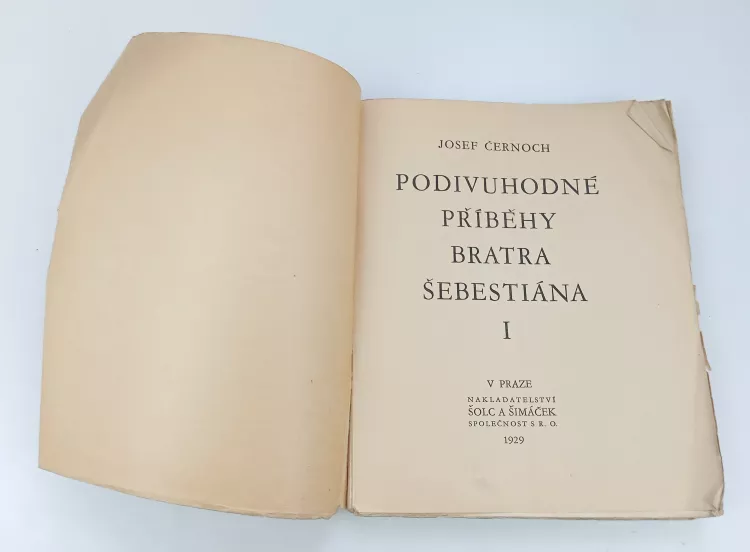 JOSEF ČERNOCH
PODIVUHODNÉ
PŘÍBĚHY
BRATRA
ŠEBESTIÁNA
I
V PRAZE
NAKLADATELSTVÍ
ŠOLC A ŠIMÁČEK
SPOLEČNOST S R. O.
1929